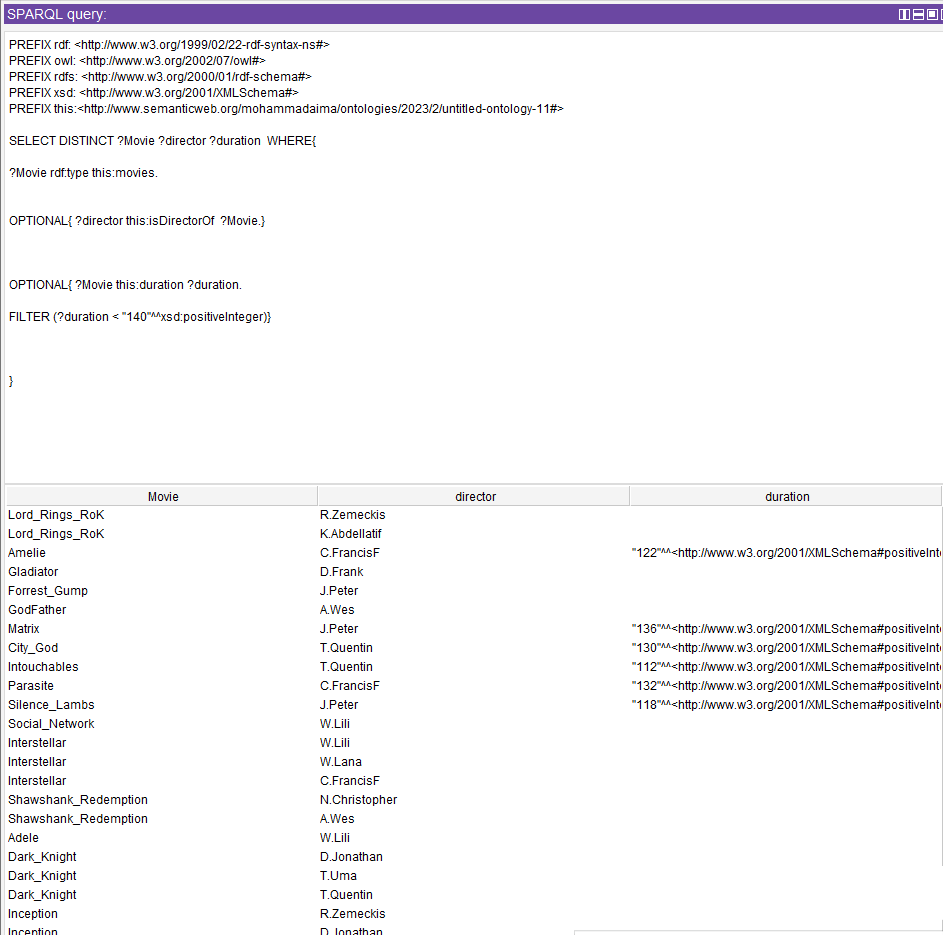 SPARQL query:
PREFIX rdf: <http://www.w3.org/1999/02/22-rdf-syntax-ns#>
PREFIX owl: <http://www.w3.org/2002/07/owl#>
PREFIX rdfs: <http://www.w3.org/2000/01/rdf-schema#>
PREFIX xsd: <http://www.w3.org/2001/XMLSchema#>
PREFIX this:<http://www.semanticweb.org/mohammadaima/ontologies/2023/2/untitled-ontology-11#>
SELECT DISTINCT ?Movie ?director ?duration  WHERE{
?Movie rdf:type this:movies.
OPTIONAL{ ?director this:isDirectorOf  ?Movie.}
OPTIONAL{ ?Movie this:duration ?duration.
FILTER (?duration < "140"^^xsd:positiveInteger)}
}
Movie director duration
Lord_Rings_RoK R.Zemeckis
Lord_Rings_RoK K.Abdellatif
Amelie C.FrancisF "122"^^<http://www.w3.org/2001/XMLSchema#positiveInt
Gladiator D.Frank
Forrest_Gump J.Peter
GodFather A.Wes
Matrix J.Peter "136"^^<http://www.w3.org/2001/XMLSchema#positiveInt
City_God T.Quentin "130"^^<http://www.w3.org/2001/XMLSchema#positiveInt
Intouchables T.Quentin "112"^^<http://www.w3.org/2001/XMLSchema#positiveInt
Parasite C.FrancisF "132"^^<http://www.w3.org/2001/XMLSchema#positiveInt
Silence_Lambs J.Peter "118"^^<http://www.w3.org/2001/XMLSchema#positiveInt
Social_Network W.Lili
Interstellar W.Lili
Interstellar W.Lana
Interstellar C.FrancisF
Shawshank_Redemption N.Christopher
Shawshank_Redemption A.Wes
Adele W.Lili
Dark_Knight D.Jonathan
Dark_Knight T.Uma
Dark_Knight T.Quentin
Inception R.Zemeckis
Inception D.Jonathan